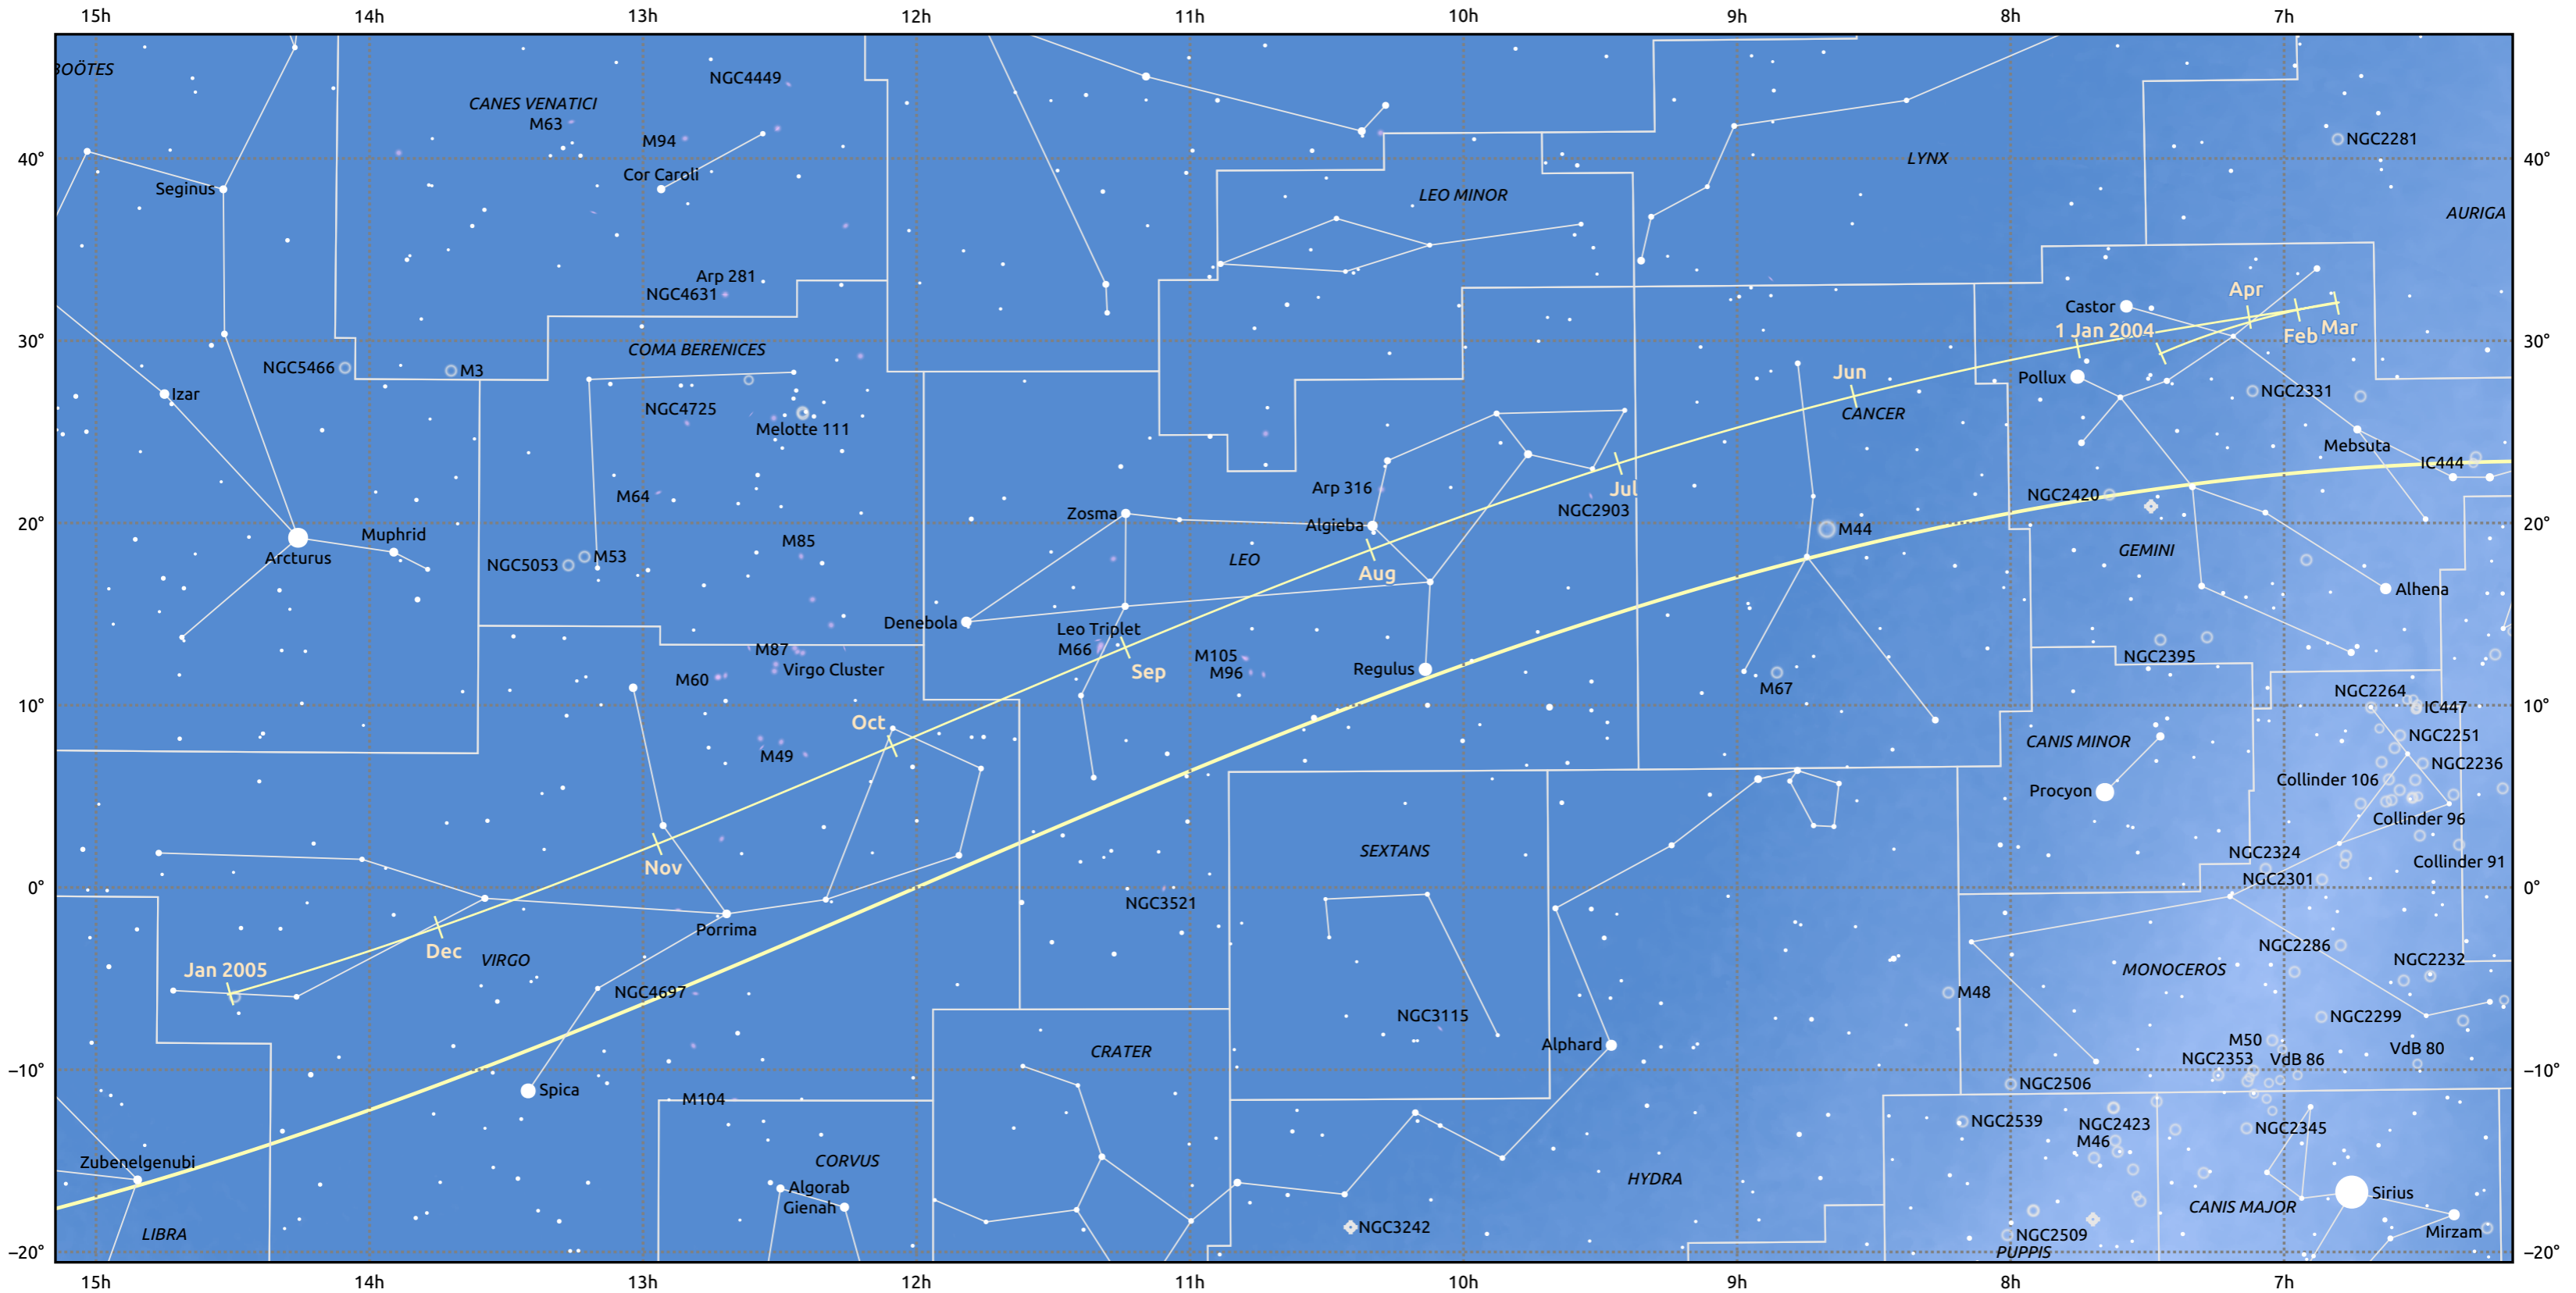 15h 14h 13h 12h 11h 10h 9h 8h 7h
BOÖTES
NGC4449
CANES VENATICI
M63
M94
NGC2281
40° 40°
LYNX
Cor Caroli
Seginus
LEO MINOR
AURIGA
Arp 281
NGC4631
Apr
Castor
1 Jan 2004
Feb Mar
30° 30°
COMA BERENICES
NGC5466
M3
Jun
Pollux
Izar
NGC4725
CANCER
NGC2331
Melotte 111
Mebsuta
IC444
Arp 316
Jul
M64
NGC2420
NGC2903
Zosma
20° 20°
Algieba
M44
Muphrid
M85
Arcturus
LEO
GEMINI
NGC5053
M53
Aug
Alhena
Denebola
Leo Triplet
M87
M66
M105
NGC2395
Virgo Cluster
Sep
M96
Regulus
M60
M67
NGC2264
10° 10°
IC447
Oct
NGC2251
CANIS MINOR
M49
NGC2236
Collinder 106
Procyon
Collinder 96
SEXTANS
NGC2324
Collinder 91
Nov
NGC2301
0° 0°
NGC3521
Porrima
Dec
NGC2286
VIRGO
NGC2232
Jan 2005
MONOCEROS
NGC4697
M48
NGC3115
NGC2299
M50
Alphard
CRATER
NGC2353
VdB 86
VdB 80
−10° −10°
NGC2506
Spica
M104
NGC2539
NGC2423
NGC2345
M46
Zubenelgenubi
CORVUS
HYDRA
Algorab
Sirius
Gienah
CANIS MAJOR
NGC3242
LIBRA
NGC2509
Mirzam
PUPPIS
−20° −20°
15h 14h 13h 12h 11h 10h 9h 8h 7h